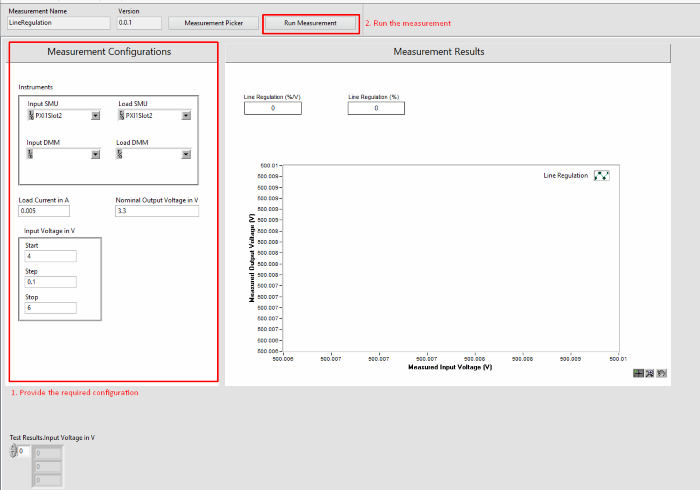 Measurement Name
Version
LineRegulation
0.0.1
Measurement Picker
Run Measurement
2. Run the measurement
Measurement Configurations
Measurement Results
Instruments
Input SMU
Load SMU
PXI1Slot2
PXI1Slot2
Input DMM
Load DMM
Load Current in A
Nominal Output Voltage in V
0.005
3.3
Input Voltage in V
Start
4
Step
0.1
Stop
6
1. Provide the required configuration
Line Regulation (%/V)
Line Regulation (%)
0
0
Line Regulation
Measured Output Voltage (V)
500.01
500.009
500.009
500.009
500.009
500.009
500.008
500.008
500.008
500.008
500.007
500.007
500.007
500.007
500.006
500.006
500.006
500.007
500.007
500.008
500.008
500.008
500.009
500.01
Measured Input Voltage (V)
Test Results.Input Voltage in V
0
0
0
0